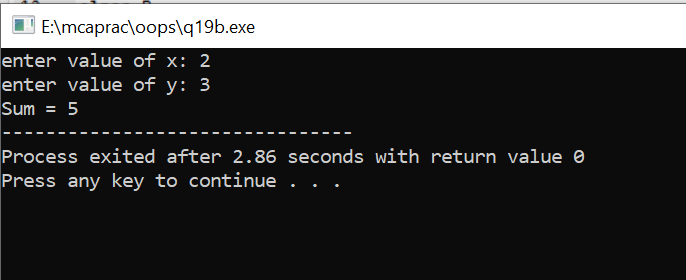 E:\mcaprac\oops\q19b.exe
enter value of x: 2
enter value of y: 3
Sum = 5
--------------------------------
Process exited after 2.86 seconds with return value 0
Press any key to continue . . .